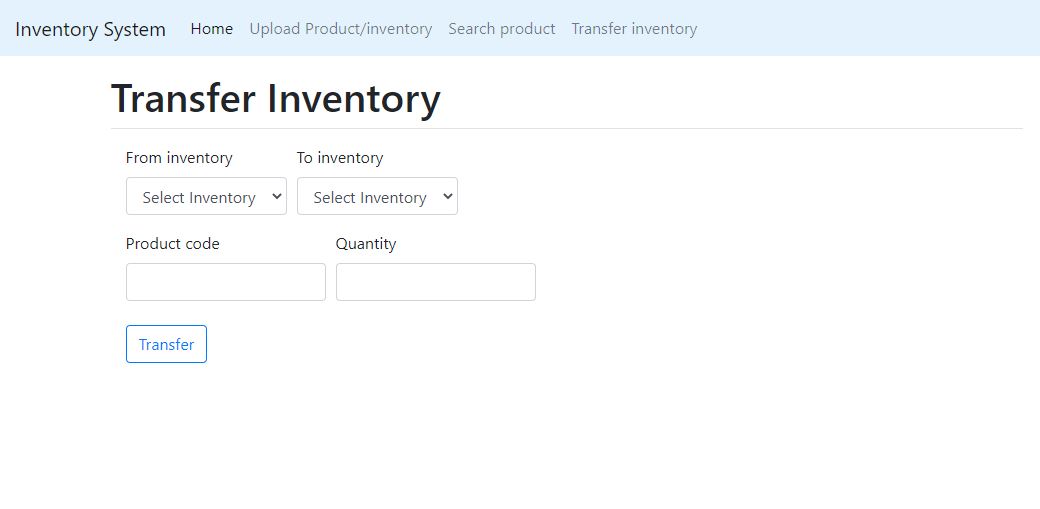 Inventory System Home Upload Product/inventory Search product Transfer inventory
Transfer Inventory
From inventory To inventory
Select Inventory Select Inventory
Product code Quantity
Transfer